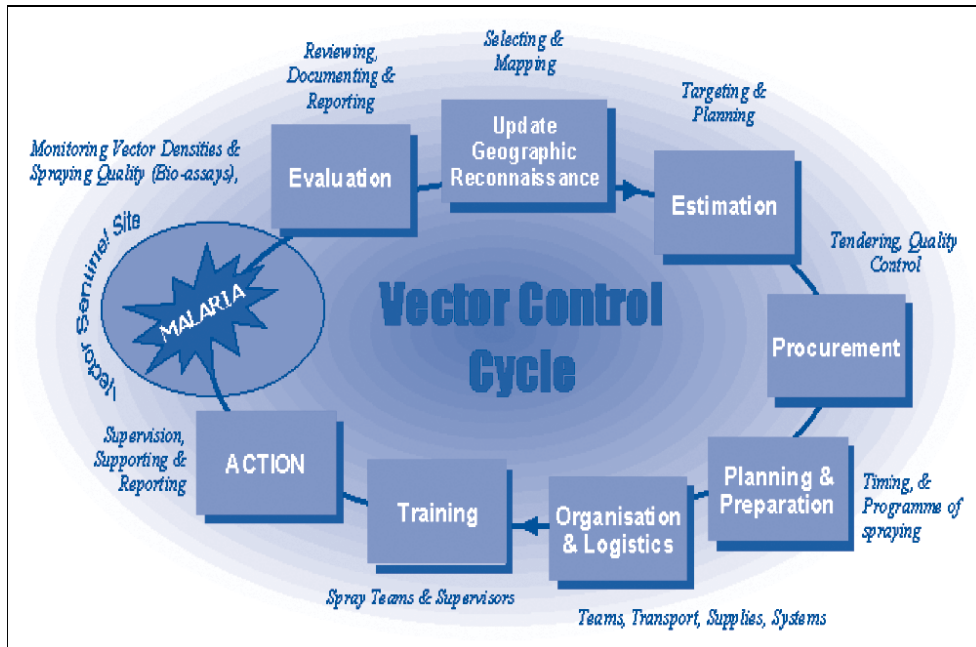 Reviewing,
Documenting &
Reporting
Selecting &
Mapping
Targeting &
Planning
Monitoring Vector Densities &
Spraying Quality (Bio-assays),
Evaluation
Update
Geographic
Reconnaissance
Estimation
Tendering, Quality
Control
Vector Sentinel Site
MALARIA
Vector Control
Cycle
Procurement
Supervision,
Supporting &
Reporting
ACTION
Training
Organisation
& Logistics
Planning &
Preparation
Timing, &
Programme of
spraying
Spray Teams & Supervisors
Teams, Transport, Supplies, Systems